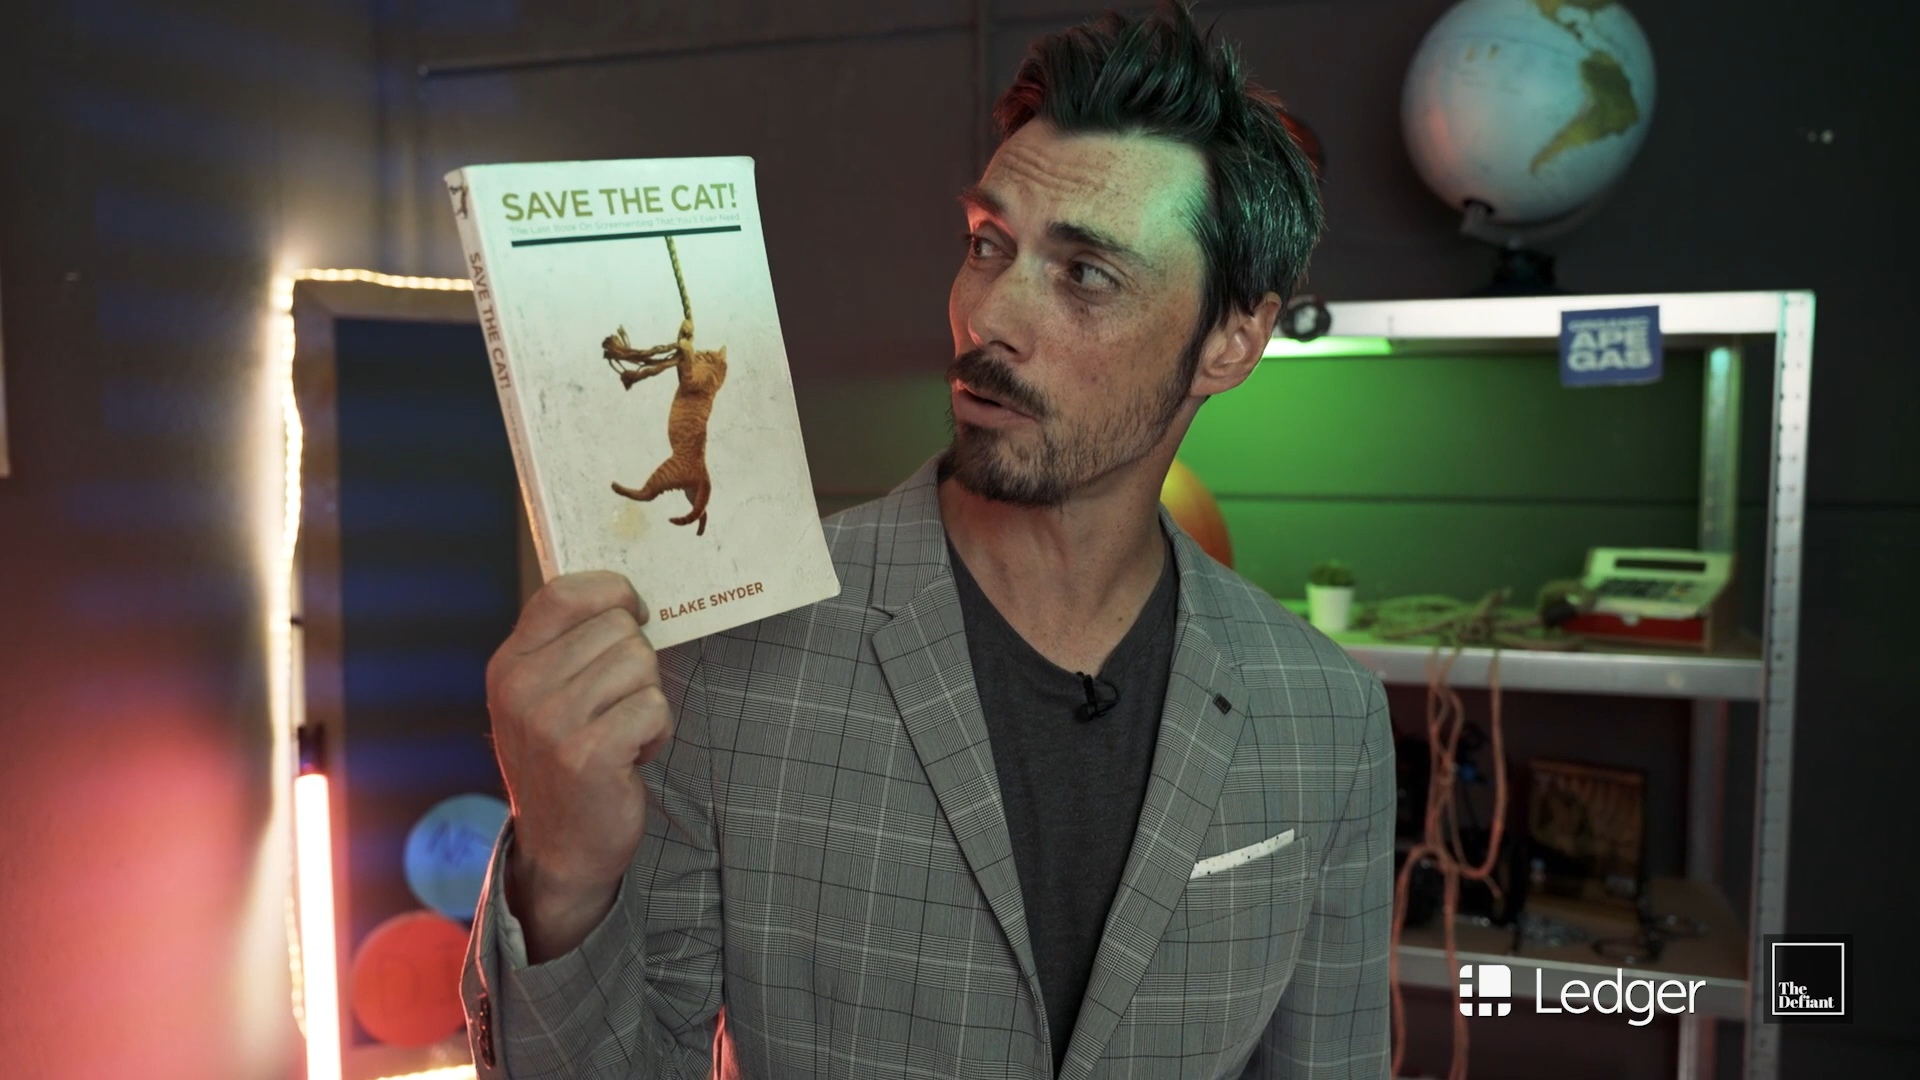 SAVE THE CAT!
The Last Book On Screenwriting That You'll Ever Need
SAVE THE CAT!
BLAKE SNYDER
APE
GAS
Ledger
The
Defiant